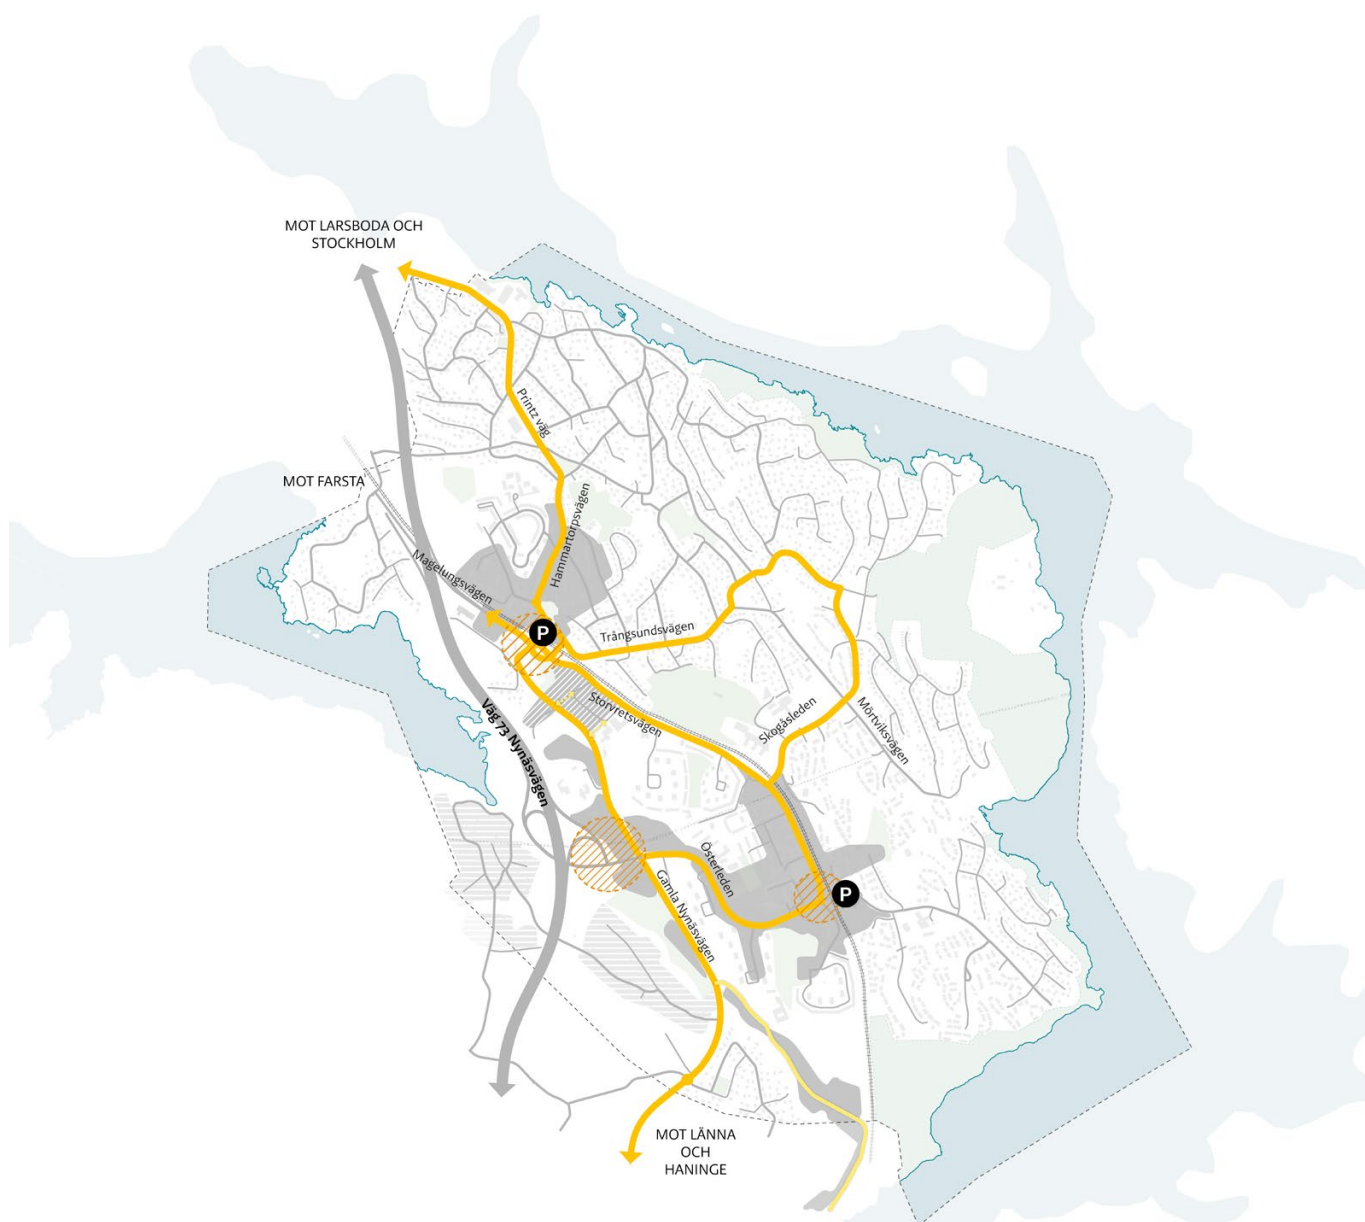 MOT LARSBODA OCH
STOCKHOLM
Printz väg
MOT FARSTA
Hammartorpsvägen
Magelungsvägen
P
Trångsundsvägen
Storvretsvägen
Skogåsleden
Mörtviksvägen
Väg 73 Nynäsvägen
Österleden
Gamla Nynäsvägen
P
MOT LÄNNA
OCH
HANINGE